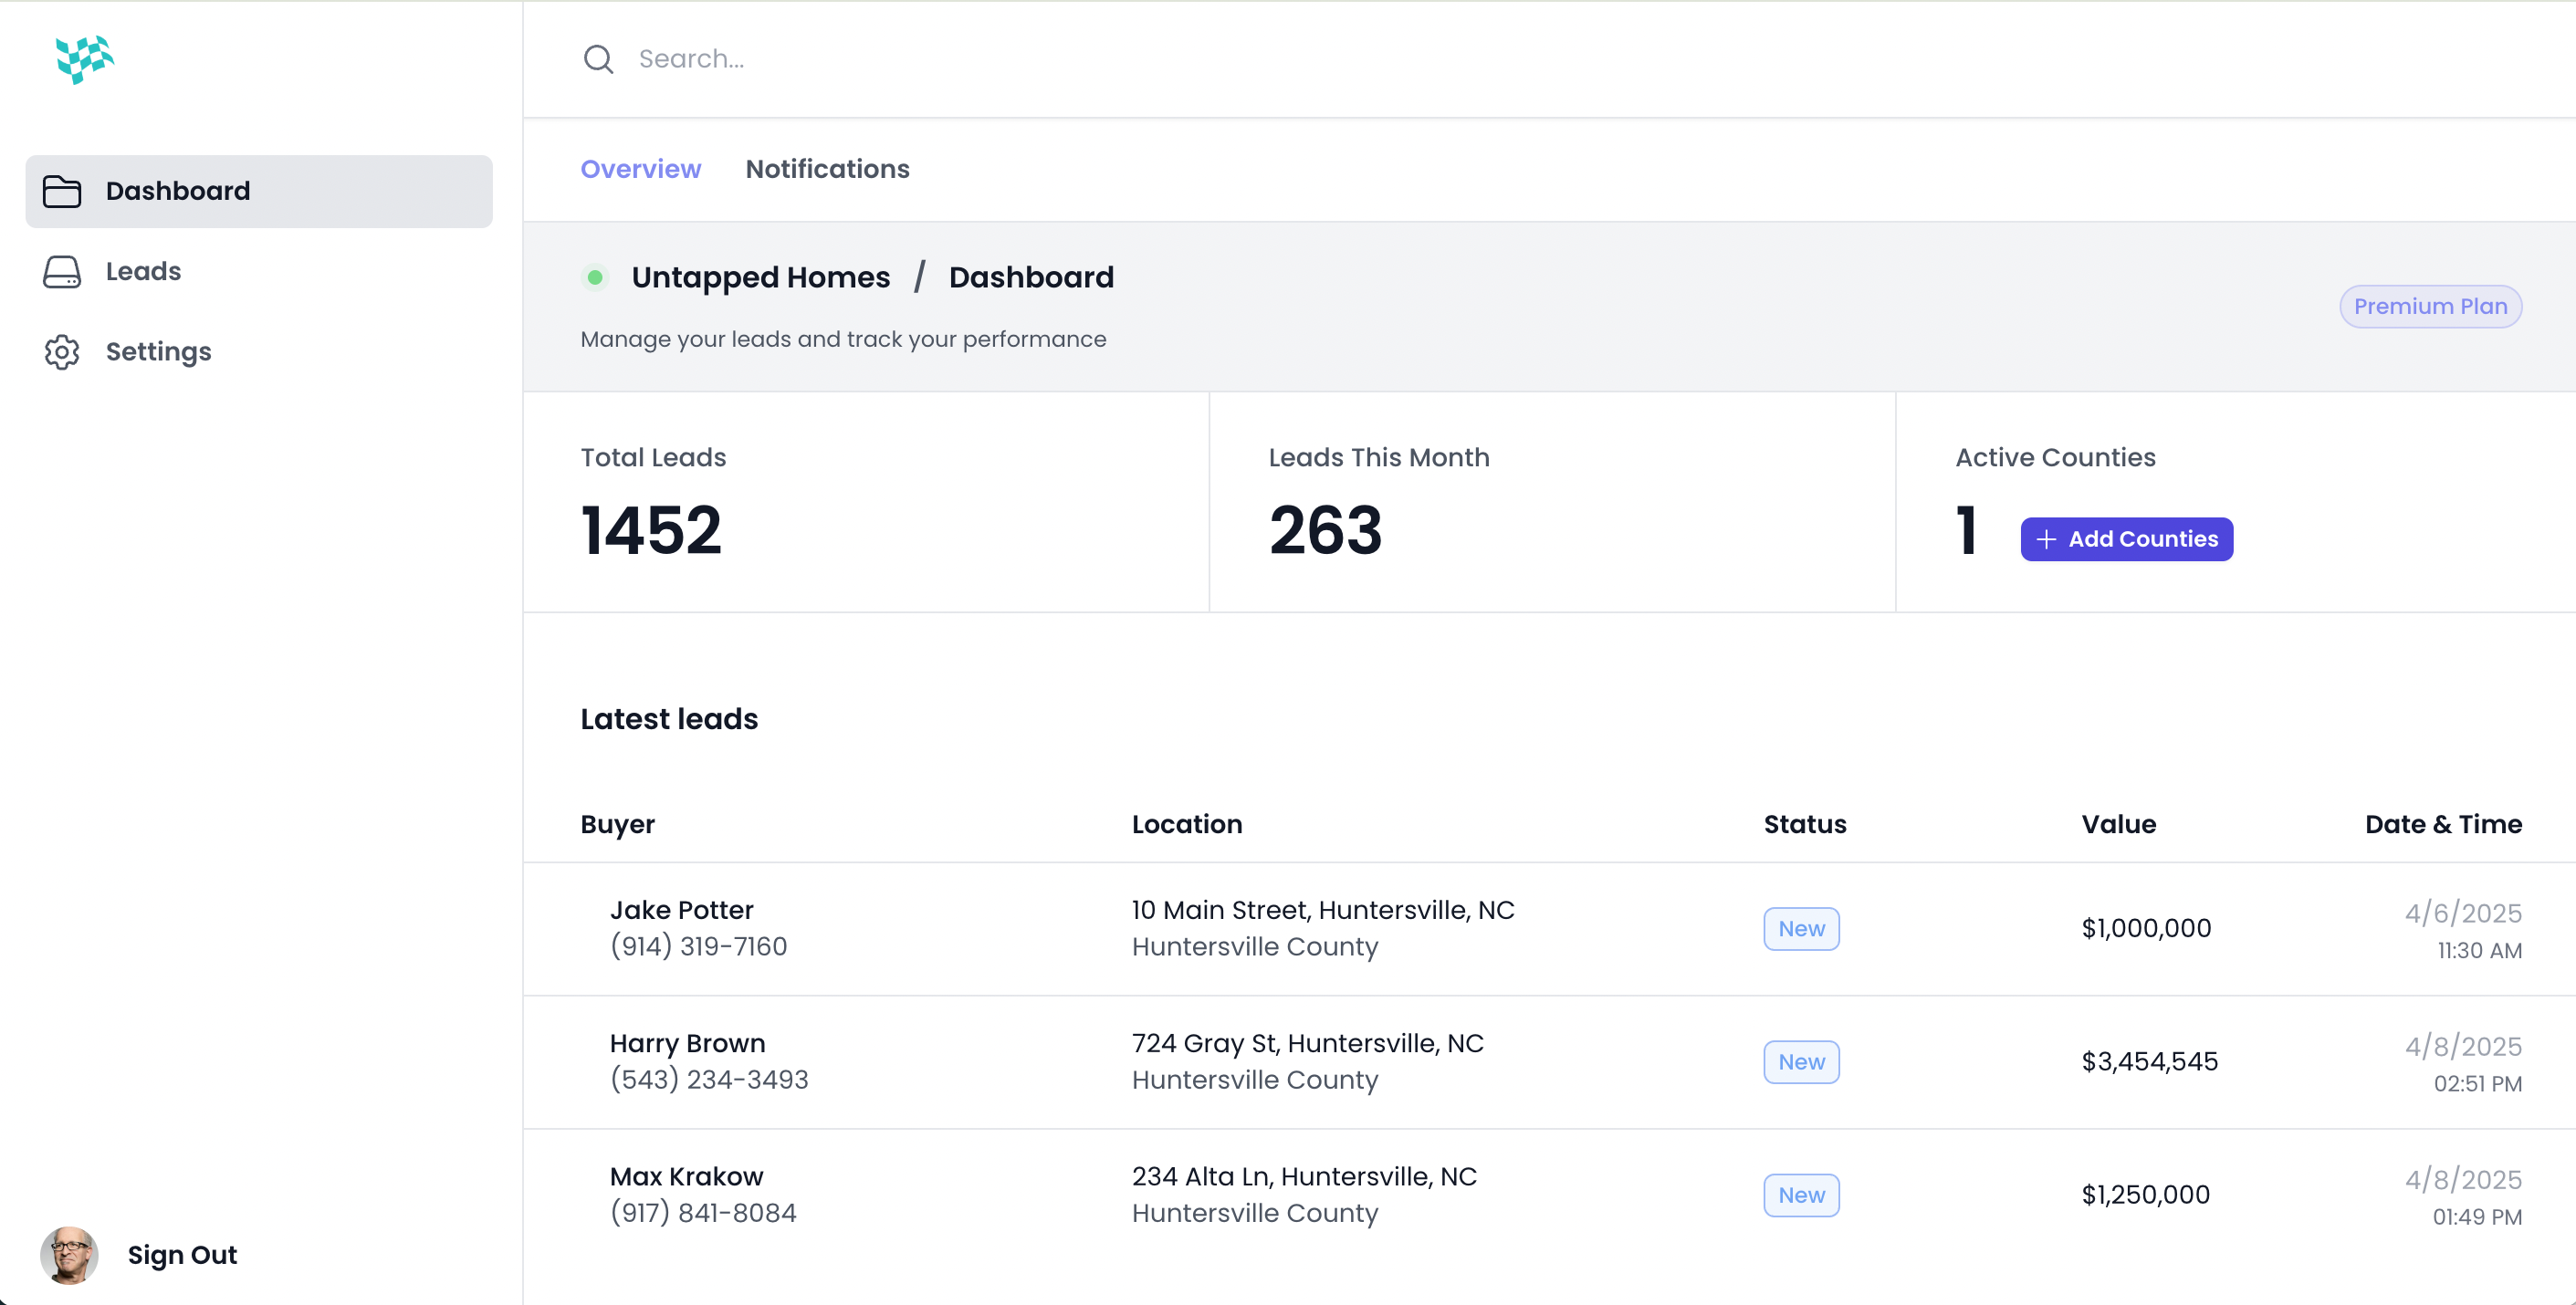 Search...
Dashboard
Leads
Settings
Overview Notifications
Untapped Homes / Dashboard
Manage your leads and track your performance
Premium Plan
Total Leads
1452
Leads This Month
263
Active Counties
1
Add Counties
Latest leads
Buyer Location Status Value Date & Time
Jake Potter 10 Main Street, Huntersville, NC New $1,000,000 4/6/2025
(914) 319-7160 Huntersville County 11:30 AM
Harry Brown 724 Gray St, Huntersville, NC New $3,454,545 4/8/2025
(543) 234-3493 Huntersville County 02:51 PM
Max Krakow 234 Alta Ln, Huntersville, NC New $1,250,000 4/8/2025
(917) 841-8084 Huntersville County 01:49 PM
Sign Out